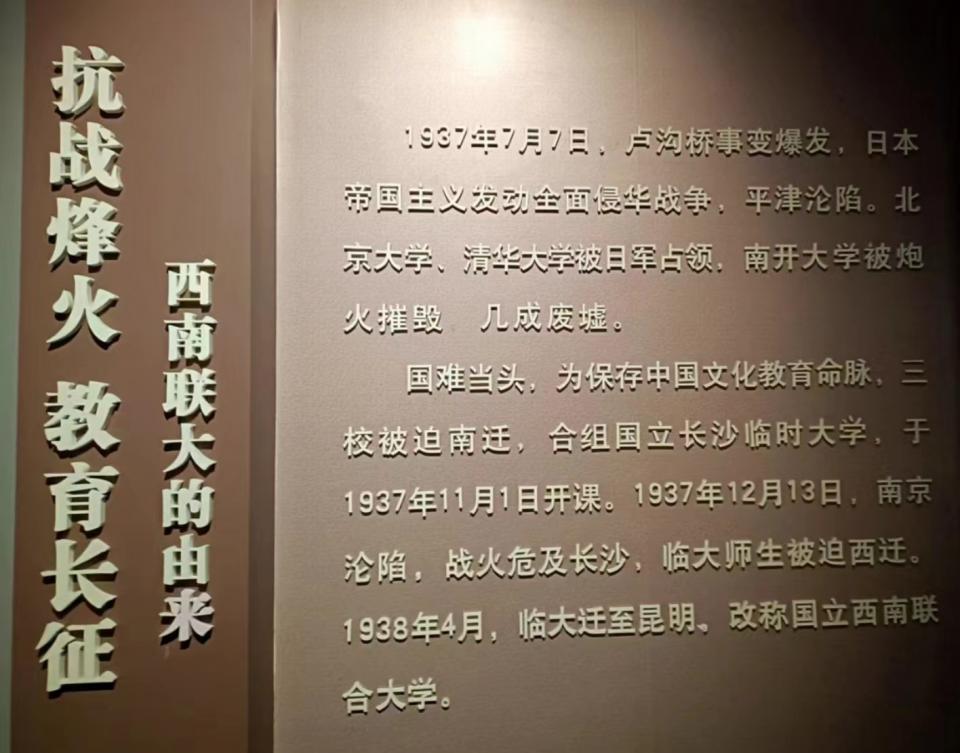 抗战烽火 教育长征
西南联大的由来
1937年7月7日，卢沟桥事变爆发，日本
帝国主义发动全面侵华战争，平津沦陷。北
京大学、清华大学被日军占领，南开大学被炮
火摧毁 几成废墟。
国难当头，为保存中国文化教育命脉，三
校被迫南迁，合组国立长沙临时大学，于
1937年11月1日开课。1937年12月13日，南京
沦陷，战火危及长沙，临大师生被迫西迁。
1938年4月，临大迁至昆明、改称国立西南联
合大学。